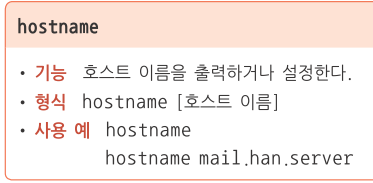 hostname
• 기능 호스트 이름을 출력하거나 설정한다.
• 형식 hostname [호스트 이름]
• 사용 예 hostname
hostname mail.han.server